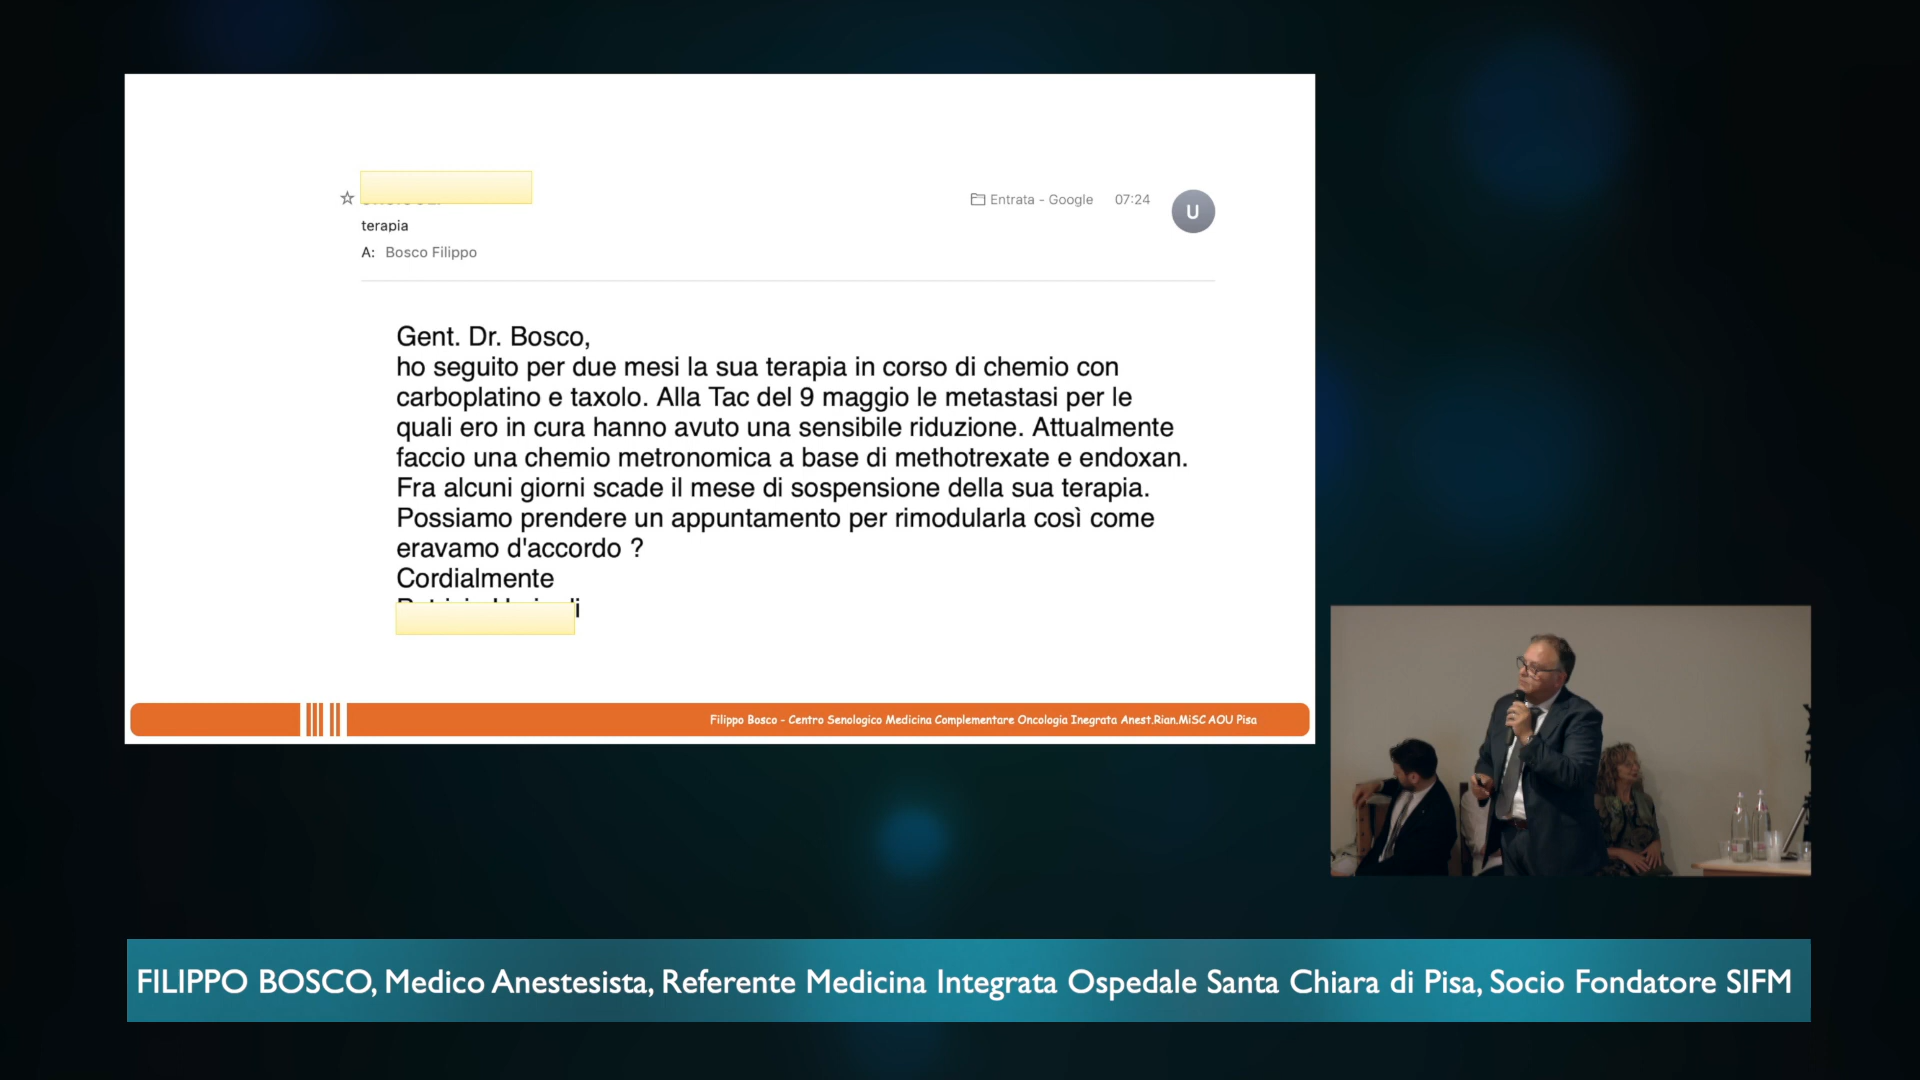 Entrata - Google 07:24
U
terapia
A: Bosco Filippo
Gent. Dr. Bosco,
ho seguito per due mesi la sua terapia in corso di chemio con
carboplatino e taxolo. Alla Tac del 9 maggio le metastasi per le
quali ero in cura hanno avuto una sensibile riduzione. Attualmente
faccio una chemio metronomica a base di methotrexate e endoxan.
Fra alcuni giorni scade il mese di sospensione della sua terapia.
Possiamo prendere un appuntamento per rimodularla così come
eravamo d'accordo ?
Cordialmente
Filippo Bosco - Centro Senologico Medicina Complementare Oncologia Inegrata Anest.Rian.MiSC AOU Pisa
FILIPPO BOSCO, Medico Anestesista, Referente Medicina Integrata Ospedale Santa Chiara di Pisa, Socio Fondatore SIFM